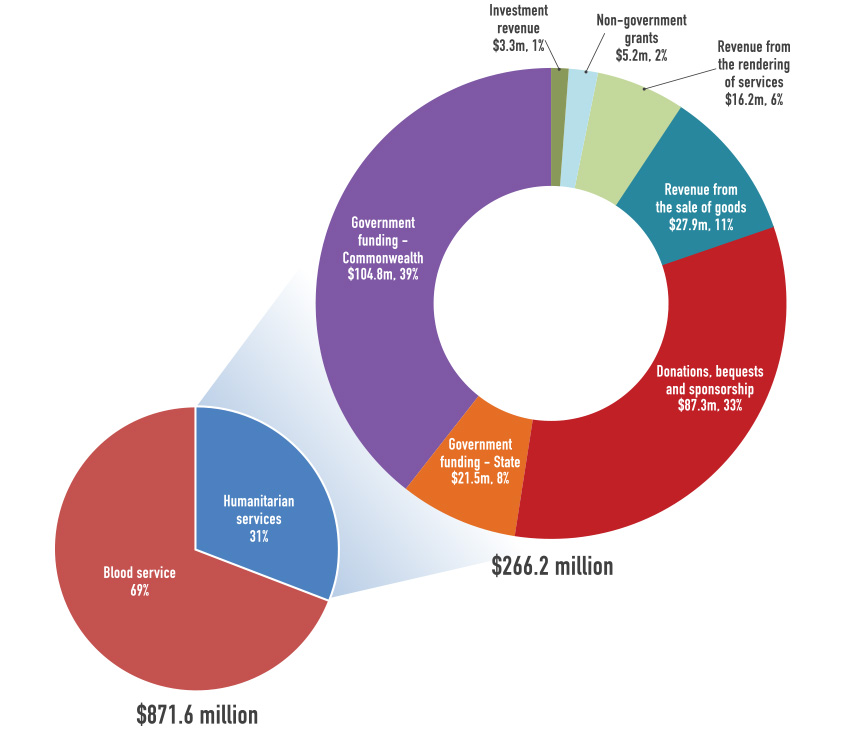 Investment
revenue
$3.3m, 1%
Non-government
grants
$5.2m, 2%
Revenue from
the rendering
of services
$16.2m, 6%
Revenue from
the sale of goods
$27.9m, 11%
Government
funding -
Commonwealth
$104.8m, 39%
Donations, bequests
and sponsorship
$87.3m, 33%
Government
funding - State
$21.5m, 8%
$266.2 million
Humanitarian
services
31%
Blood service
69%
$871.6 million